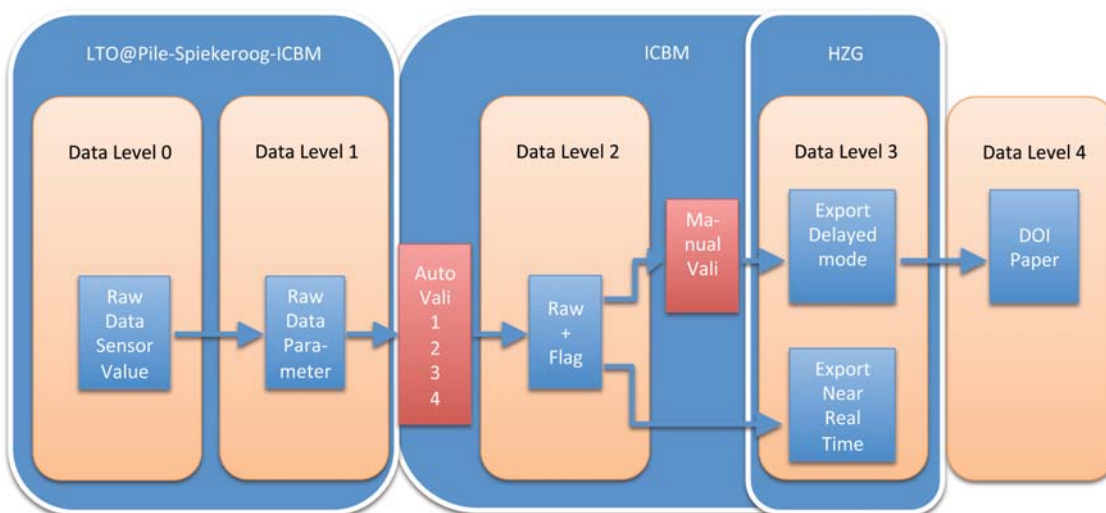 LTO@Pile-Spiekeroog-ICBM
ICBM
HZG
Data Level 0
Data Level 1
Data Level 2
Data Level 3
Data Level 4
Raw
Data
Sensor
Value
Raw
Data
Para-
meter
Auto
Vali
1
2
3
4
Raw
+
Flag
Ma-
nual
Vali
Export
Delayed
mode
Export
Near
Real
Time
DOI
Paper